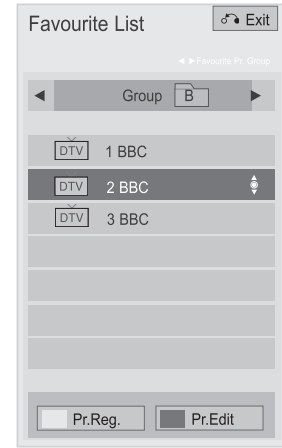 Favourite List
Exit
◄ ► Favourite Pr. Group
◄ Group B ►
DTV 1 BBC
DTV 2 BBC
DTV 3 BBC
Pr.Reg. Pr.Edit